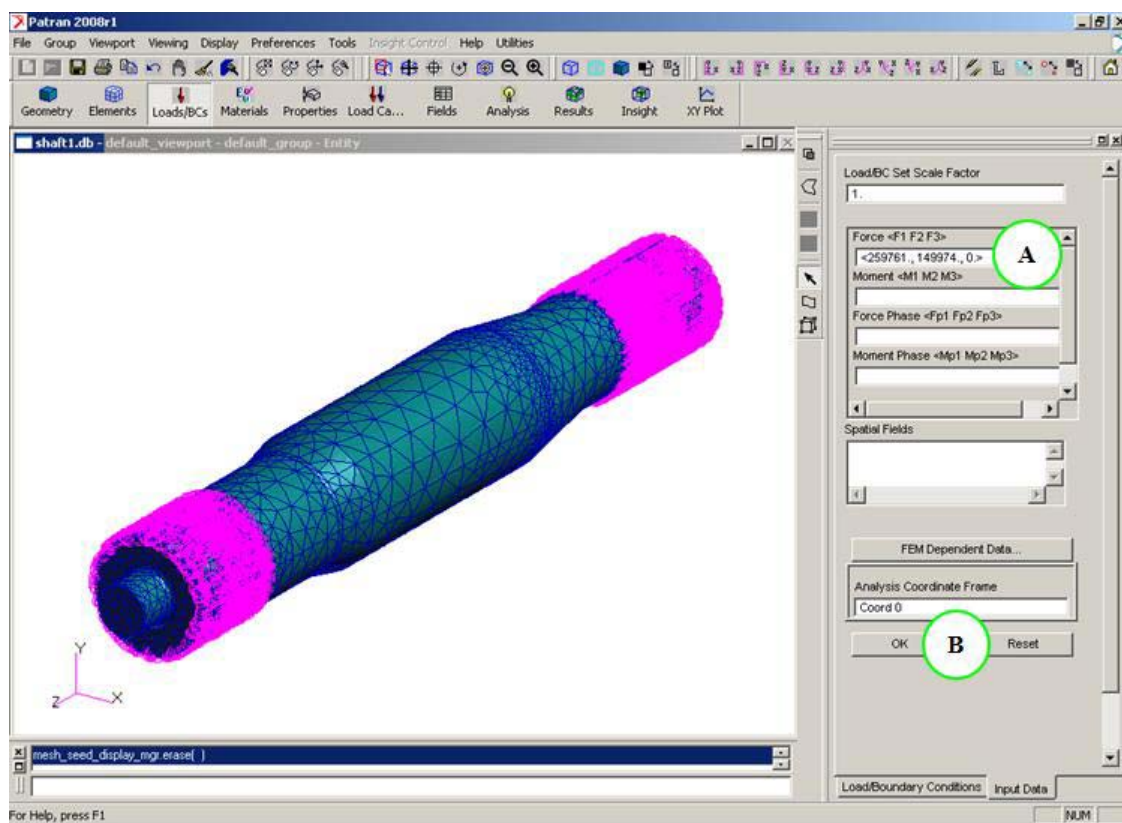 Patran 2008r1
File Group Viewport Viewing Display Preferences Tools Insight Control Help Utilities
Geometry Elements Loads/BCs Materials Properties Load Ca... Fields Analysis Results Insight XY Plot
shaft1.db - default_viewport - default_group - Entity
Load/BC Set Scale Factor
1.
Force <F1 F2 F3>
A
<259761., 149974., 0.>
Moment <M1 M2 M3>
Force Phase <Fp1 Fp2 Fp3>
Moment Phase <Mp1 Mp2 Mp3>
Spatial Fields
FEM Dependent Data...
Analysis Coordinate Frame
Coord 0
OK B Reset
Y
Z X
mesh_seed_display_mgr.erase( )
Load/Boundary Conditions Input Data
For Help, press F1 NUM